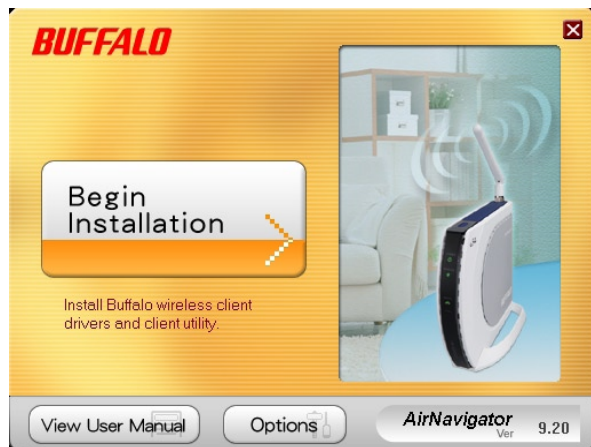 BUFFALO
Begin
Installation
Install Buffalo wireless client
drivers and client utility.
View User Manual
Options
AirNavigator
Ver 9.20